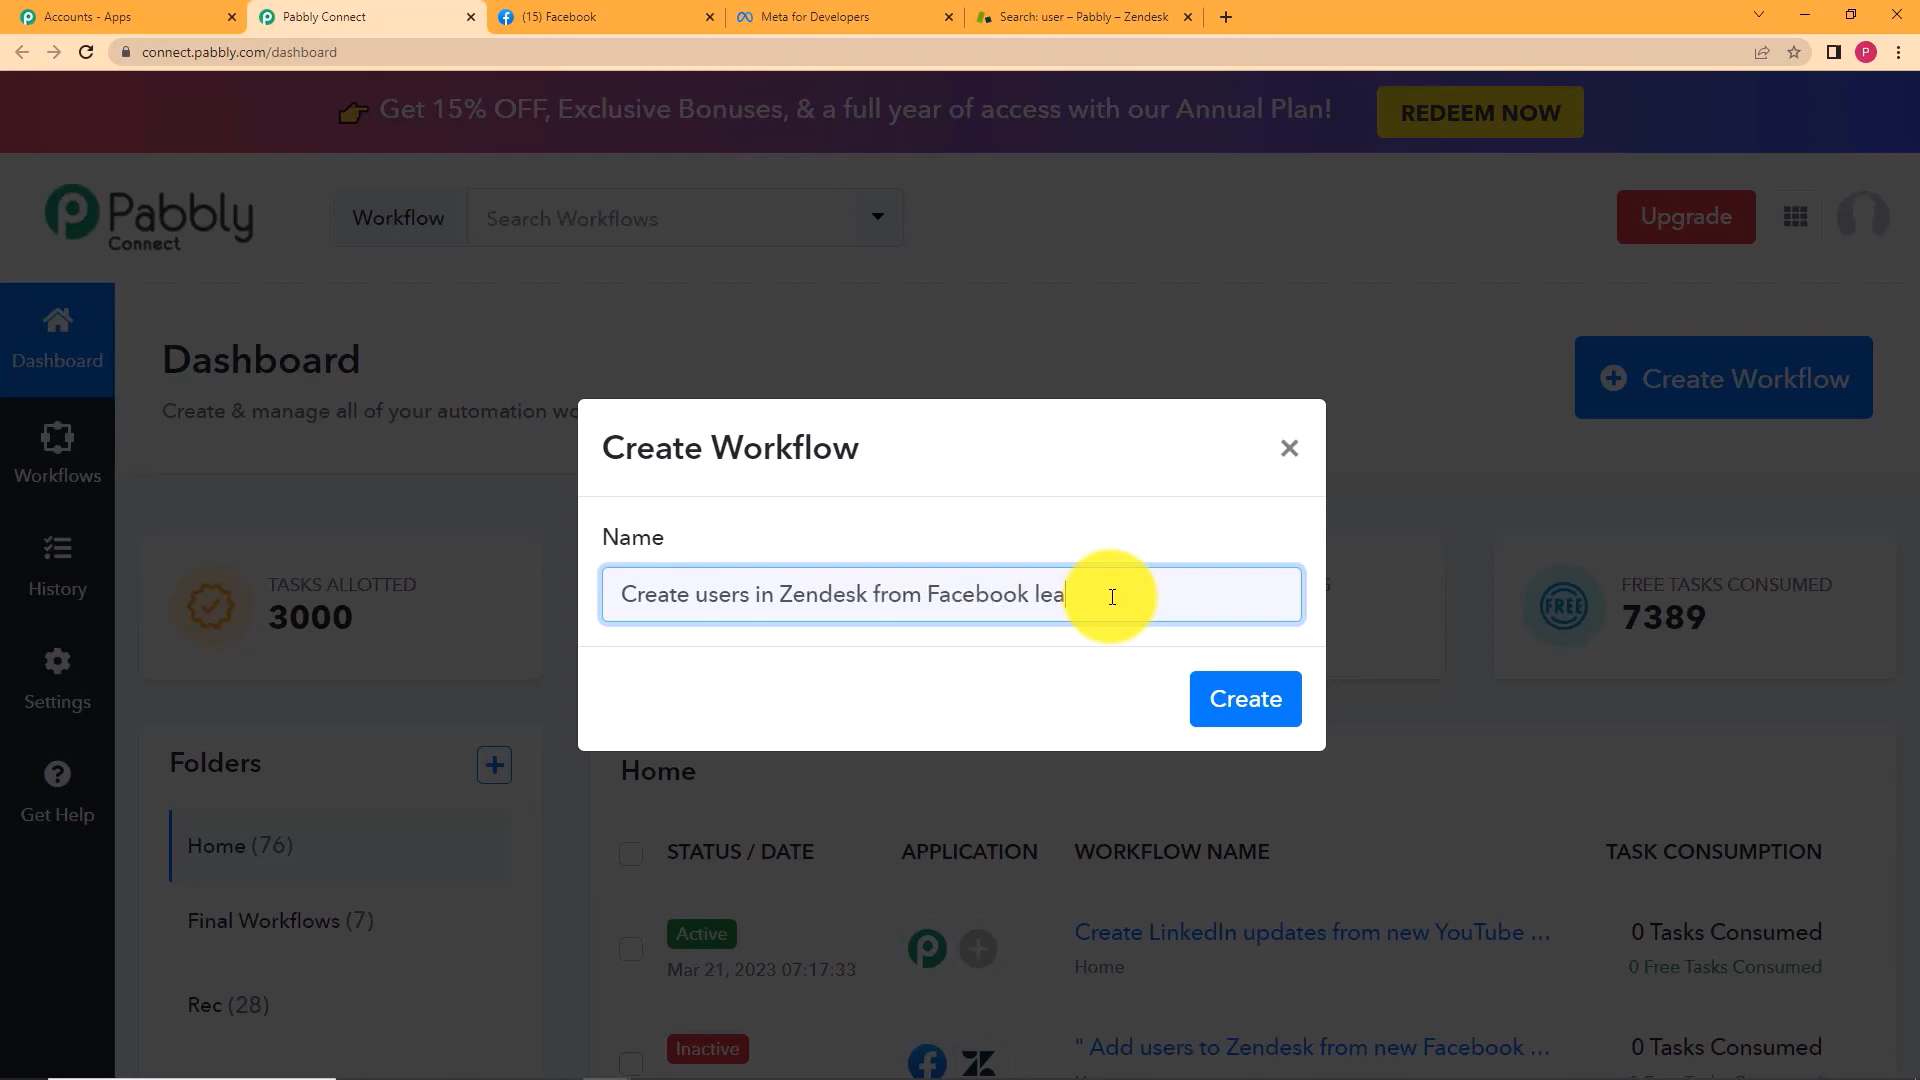 Accounts - Apps
Pabbly Connect
(15) Facebook
Meta for Developers
Search: user – Pabbly – Zendesk
connect.pabbly.com/dashboard
P
Get 15% OFF, Exclusive Bonuses, & a full year of access with our Annual Plan!
REDEEM NOW
Pabbly
Connect
Workflow
Search Workflows
Upgrade
Dashboard
Dashboard
Create & manage all of your automation wo
Create Workflow
Workflows
Create Workflow
Name
Create users in Zendesk from Facebook lea
Create
History
TASKS ALLOTTED
3000
FREE
FREE TASKS CONSUMED
7389
Settings
Get Help
Folders
Home (76)
Final Workflows (7)
Rec (28)
Home
STATUS / DATE
APPLICATION
WORKFLOW NAME
TASK CONSUMPTION
Active
Mar 21, 2023 07:17:33
Create LinkedIn updates from new YouTube ...
Home
0 Tasks Consumed
0 Free Tasks Consumed
Inactive
" Add users to Zendesk from new Facebook ...
0 Tasks Consumed